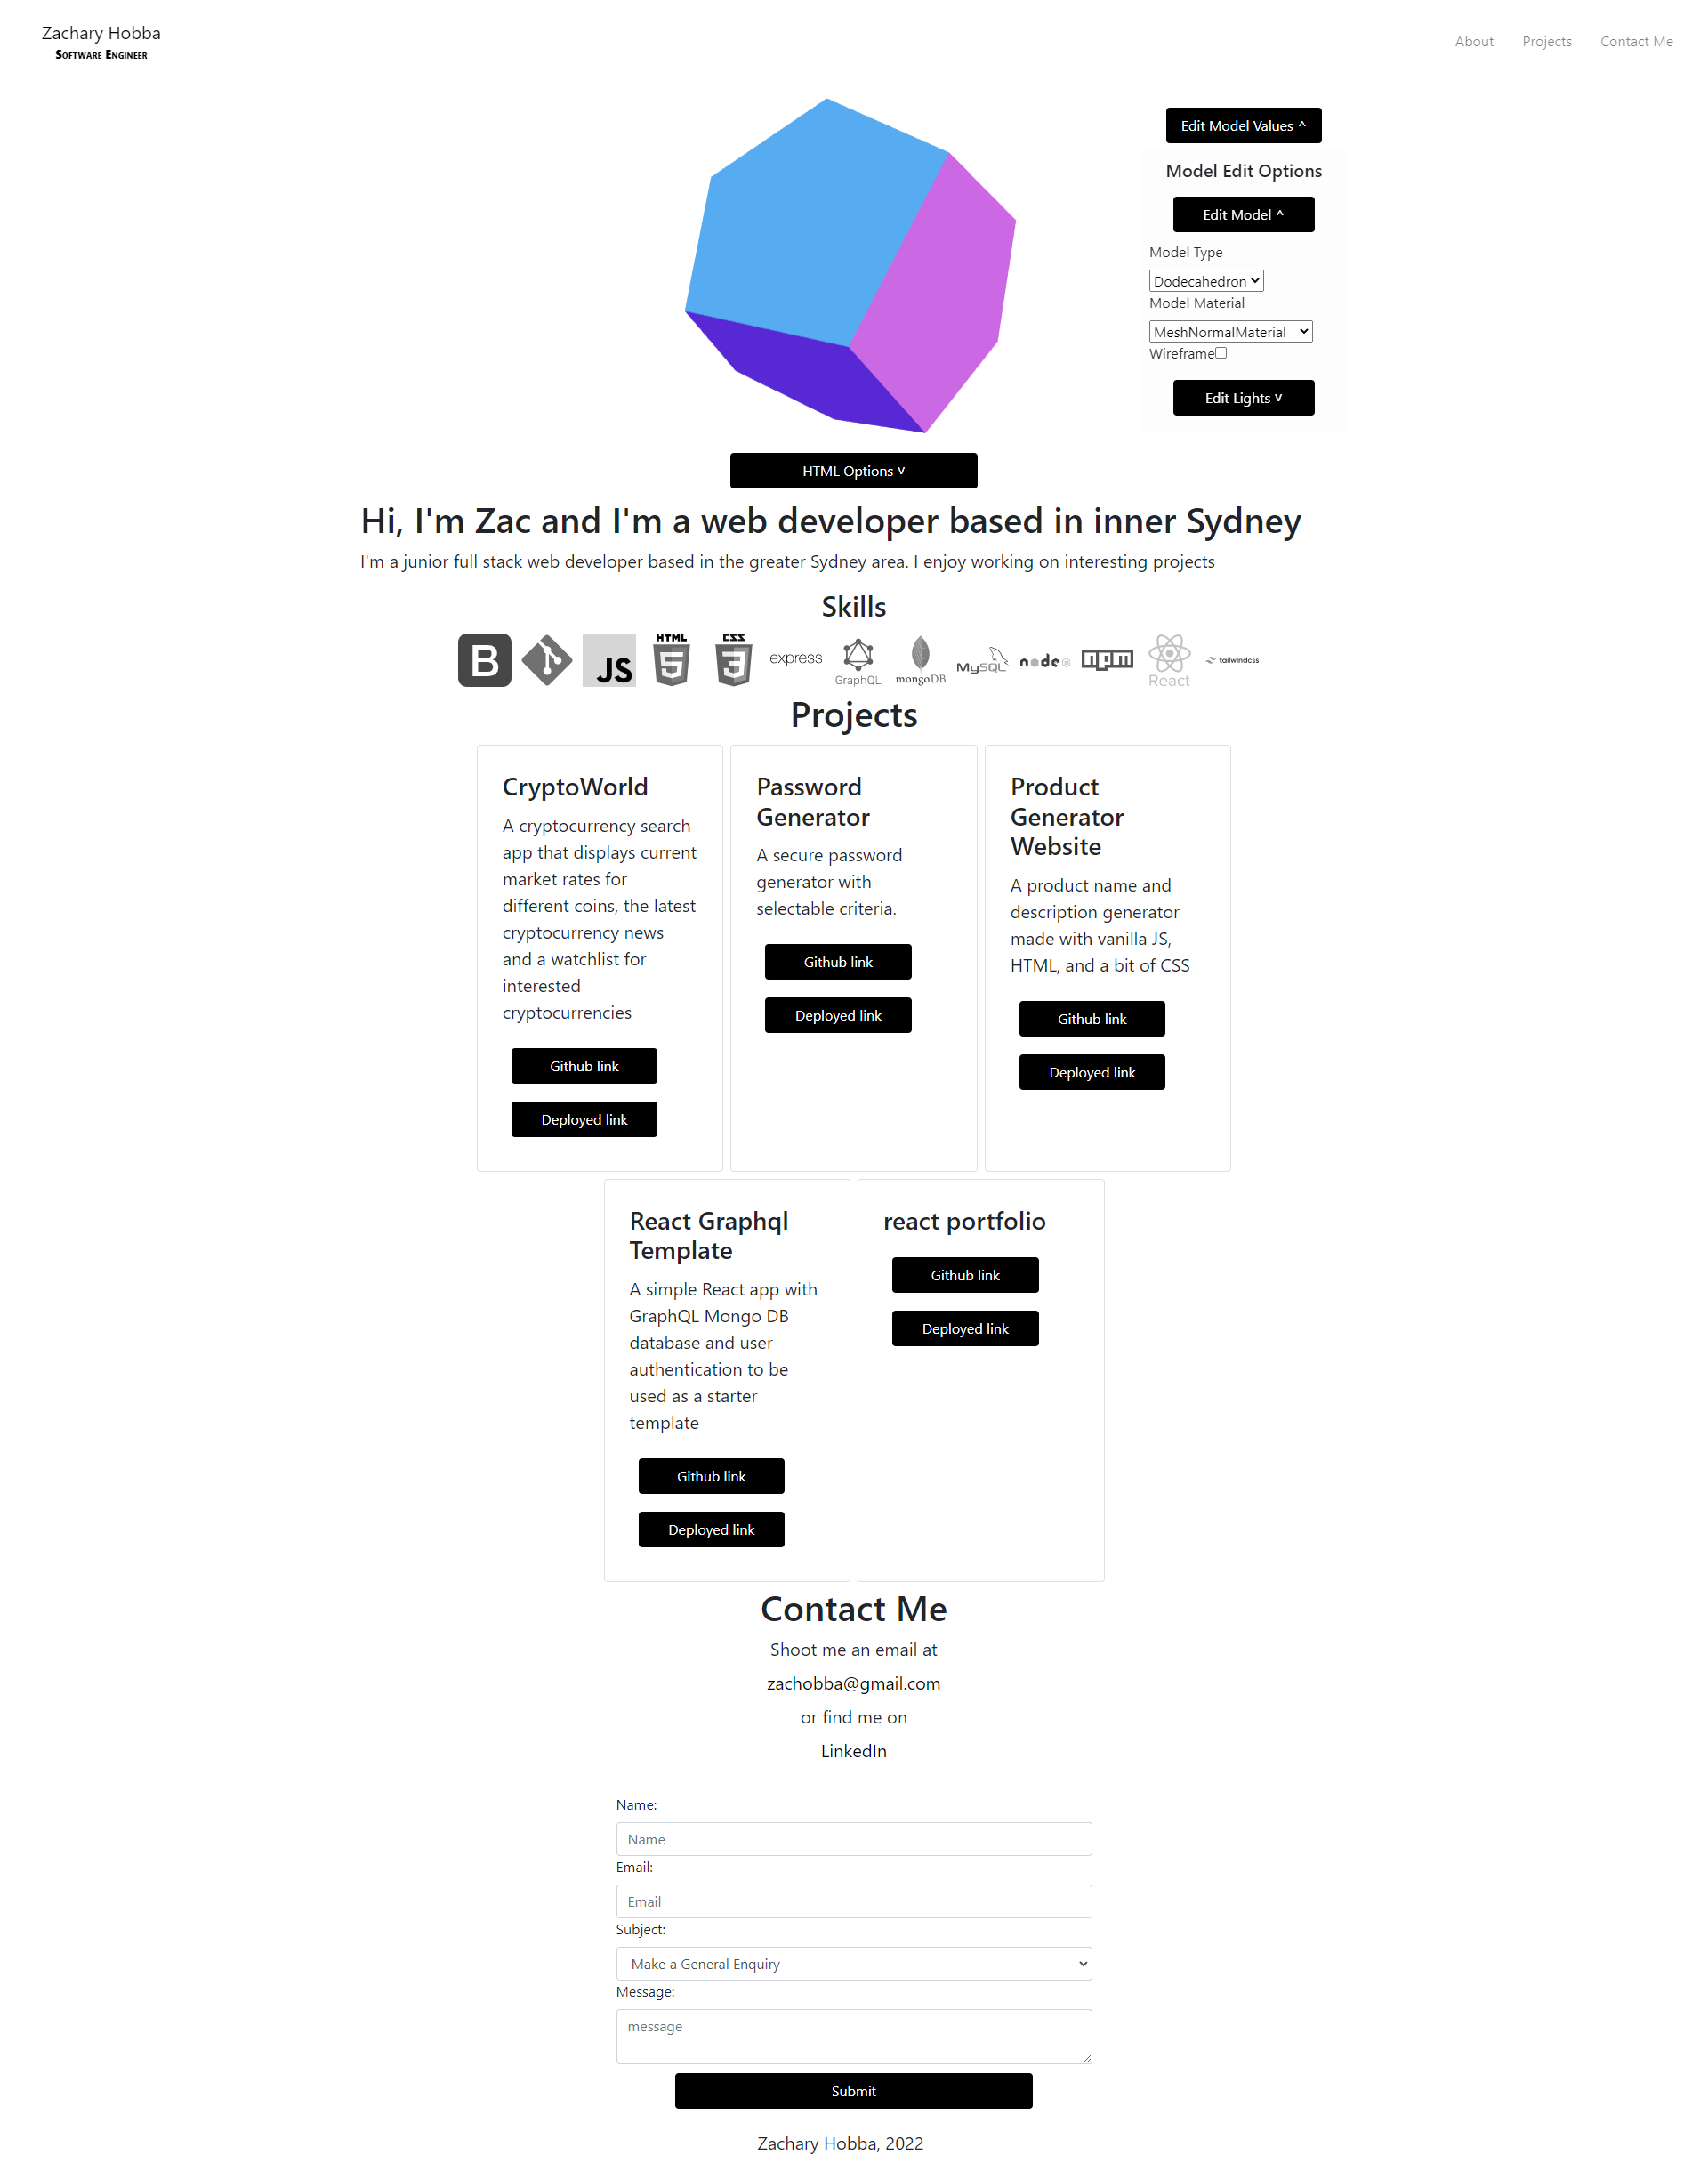 Zachary Hobba
Software Engineer
About
Projects
Contact Me
Edit Model Values ^
Model Edit Options
Edit Model ^
Model Type
Dodecahedron
Model Material
MeshNormalMaterial
Wireframe
Edit Lights v
HTML Options v
Hi, I'm Zac and I'm a web developer based in inner Sydney
I'm a junior full stack web developer based in the greater Sydney area. I enjoy working on interesting projects
Skills
B
JS
HTML
5
CSS
3
express
GraphQL
mongoDB
MySQL
node
JS
npm
React
tailwindcss
Projects
CryptoWorld
A cryptocurrency search
app that displays current
market rates for
different coins, the latest
cryptocurrency news
and a watchlist for
interested
cryptocurrencies
Github link
Deployed link
Password
Generator
A secure password
generator with
selectable criteria.
Github link
Deployed link
Product
Generator
Website
A product name and
description generator
made with vanilla JS,
HTML, and a bit of CSS
Github link
Deployed link
React Graphql
Template
A simple React app with
GraphQL Mongo DB
database and user
authentication to be
used as a starter
template
Github link
Deployed link
react portfolio
Github link
Deployed link
Contact Me
Shoot me an email at
zachobba@gmail.com
or find me on
LinkedIn
Name:
Name
Email:
Email
Subject:
Make a General Enquiry
Message:
message
Submit
Zachary Hobba, 2022